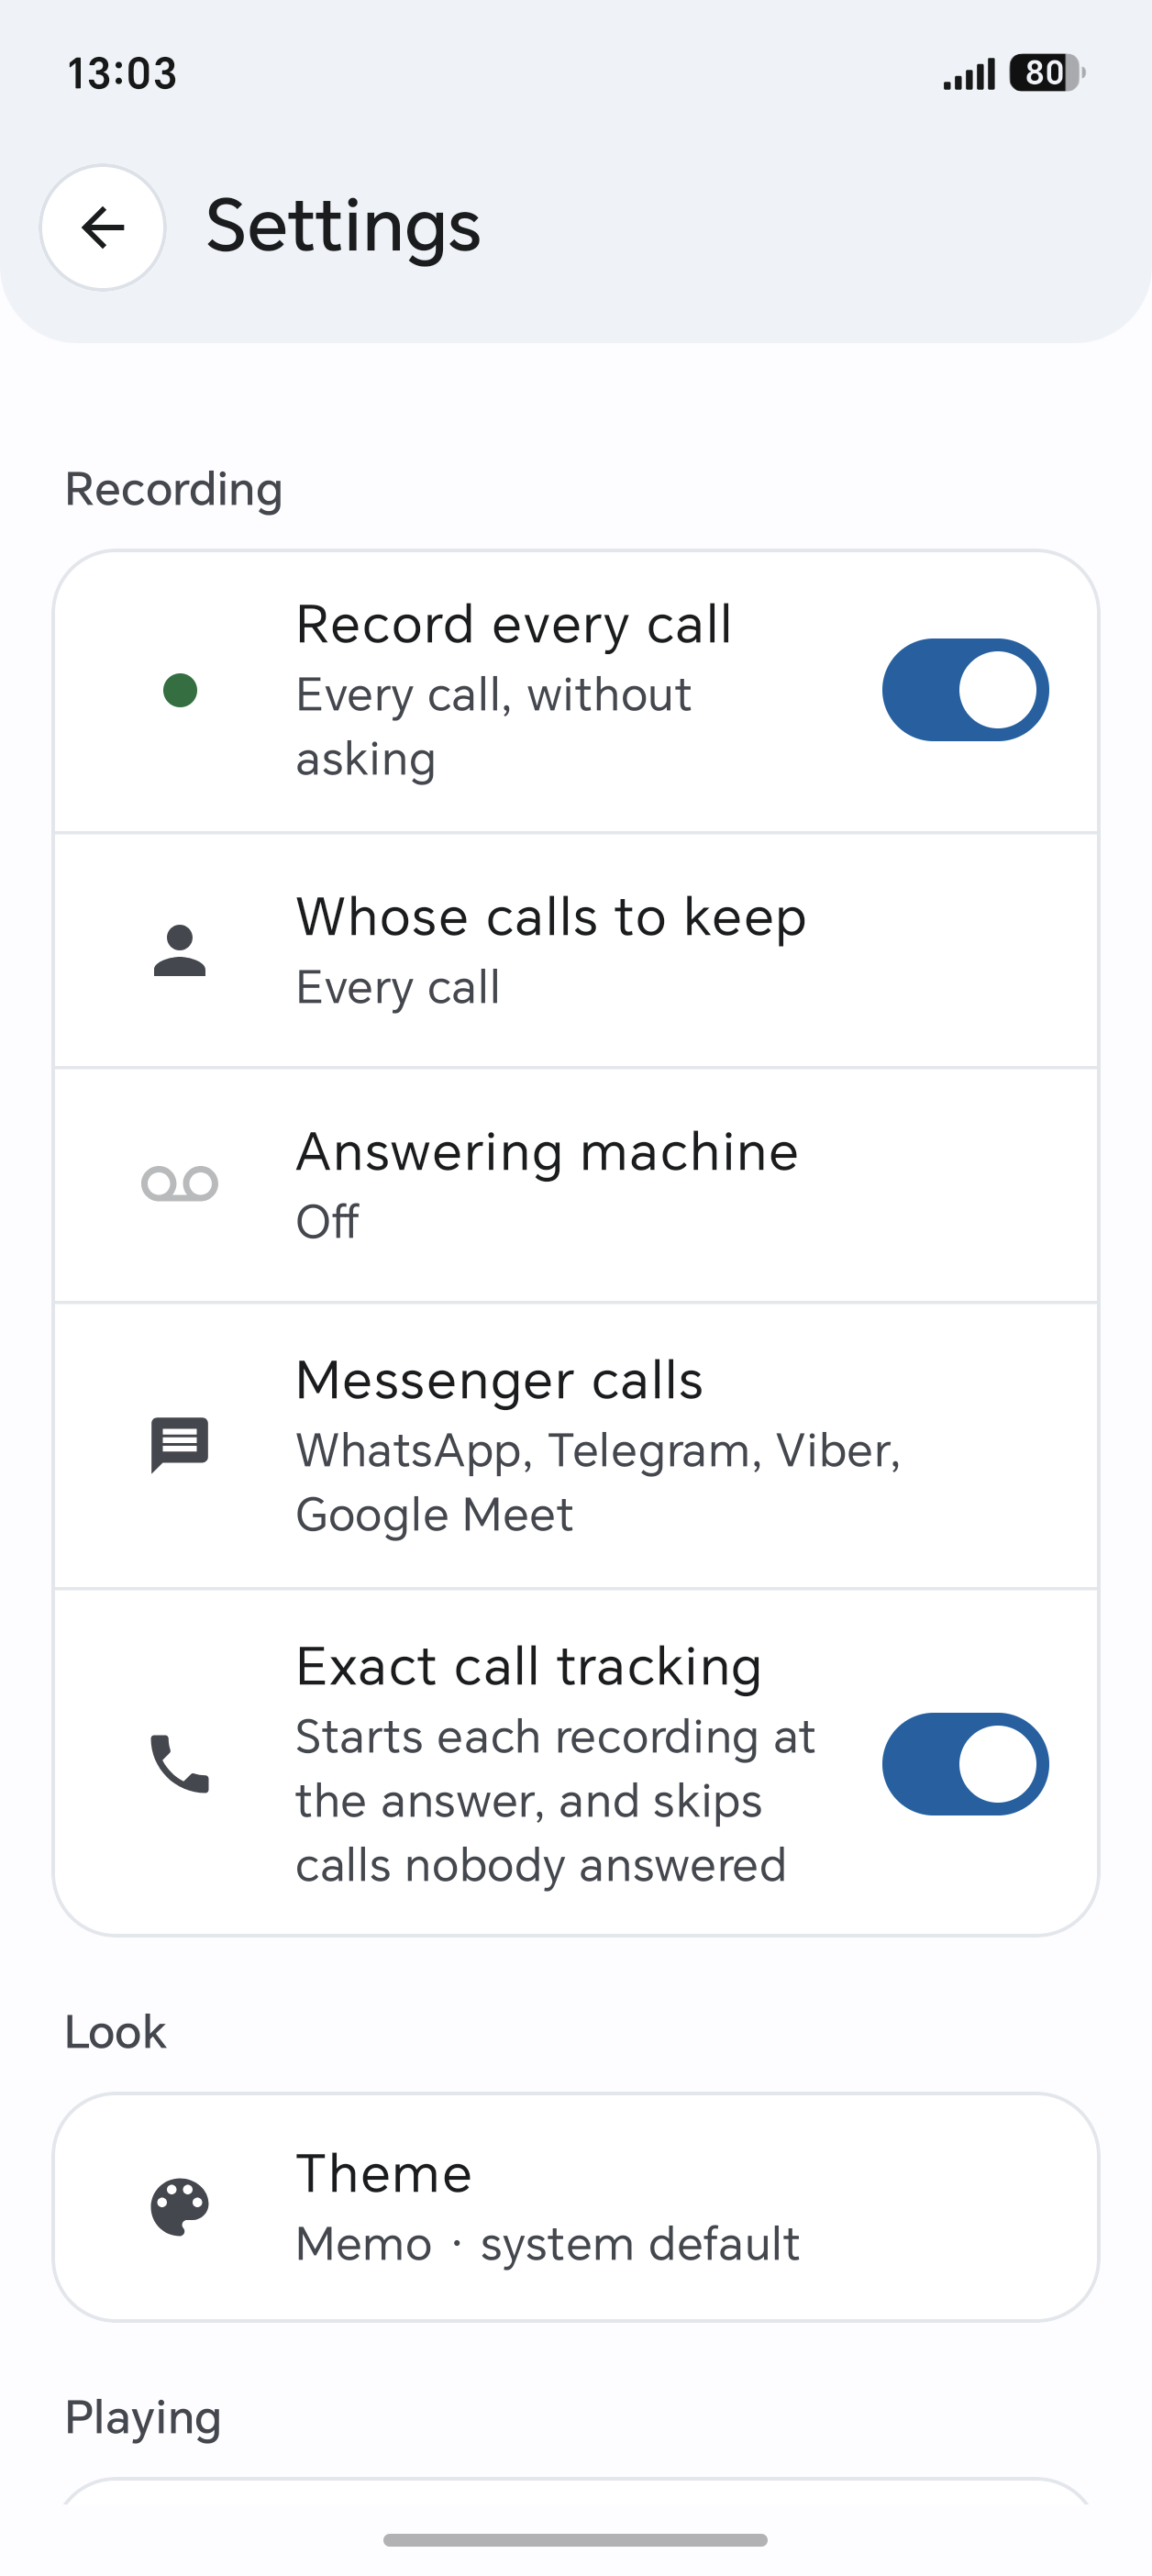 13:03
80
Settings
Recording
Record every call
Every call, without
asking
Whose calls to keep
Every call
Answering machine
Off
Messenger calls
WhatsApp, Telegram, Viber,
Google Meet
Exact call tracking
Starts each recording at
the answer, and skips
calls nobody answered
Look
Theme
Memo · system default
Playing